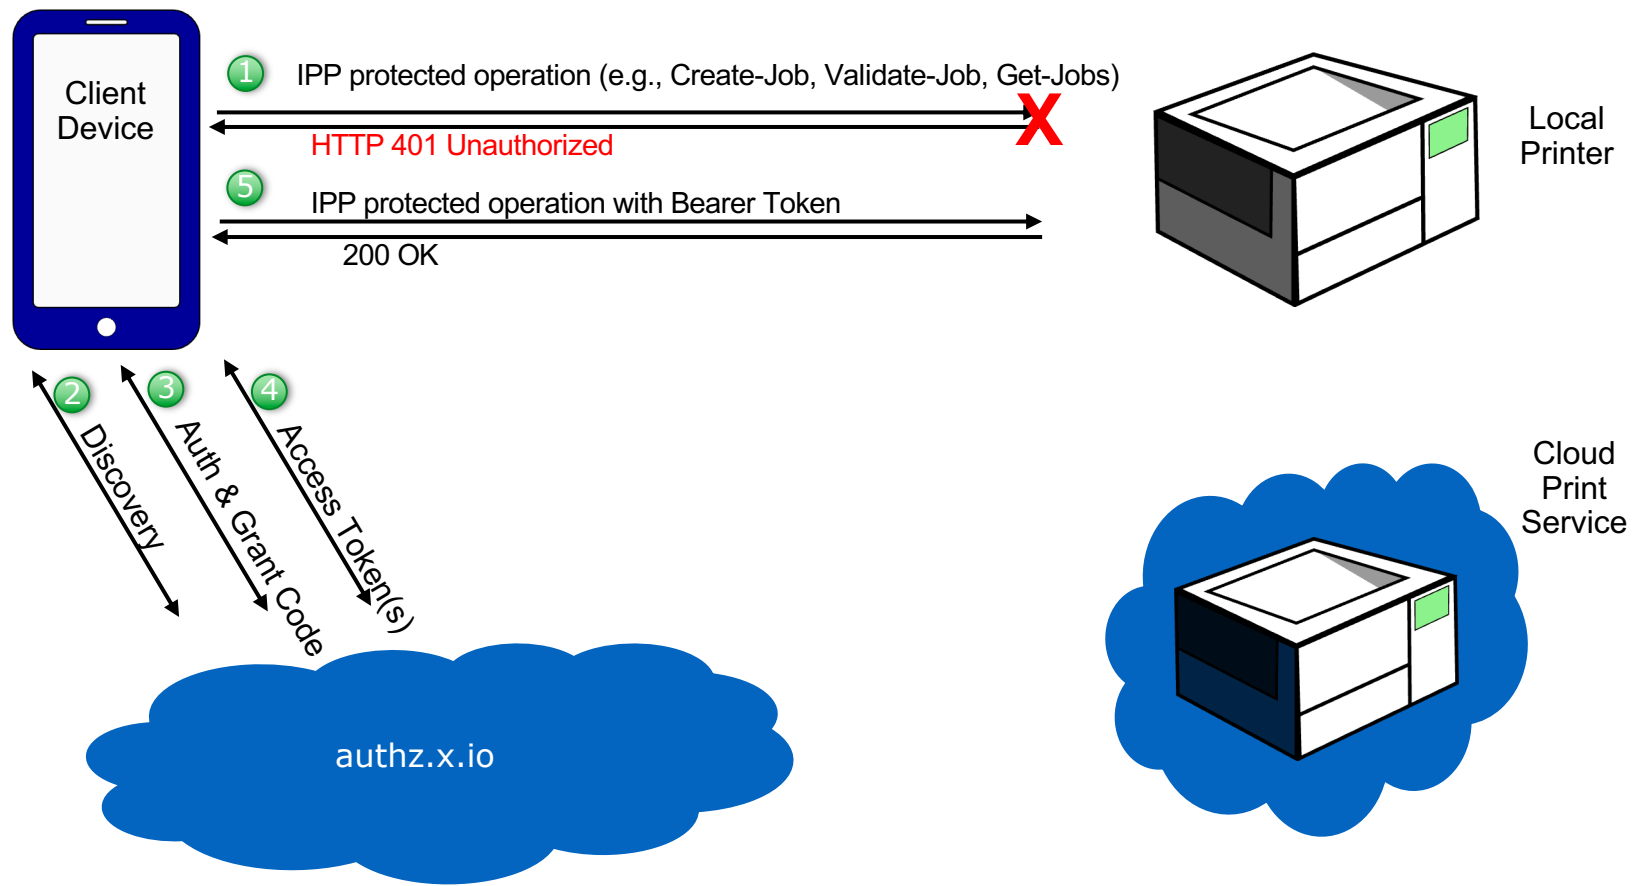 Client
Device
1
IPP protected operation (e.g., Create-Job, Validate-Job, Get-Jobs)
X
HTTP 401 Unauthorized
5
IPP protected operation with Bearer Token
200 OK
Local
Printer
2
Discovery
3
Auth & Grant Code
4
Access Token(s)
Cloud
Print
Service
authz.x.io